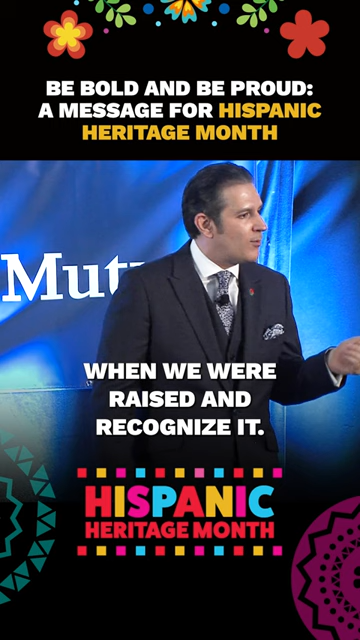 BE BOLD AND BE PROUD:
A MESSAGE FOR HISPANIC
HERITAGE MONTH
WHEN WE WERE
RAISED AND
RECOGNIZE IT.
HISPANIC
HERITAGE MONTH